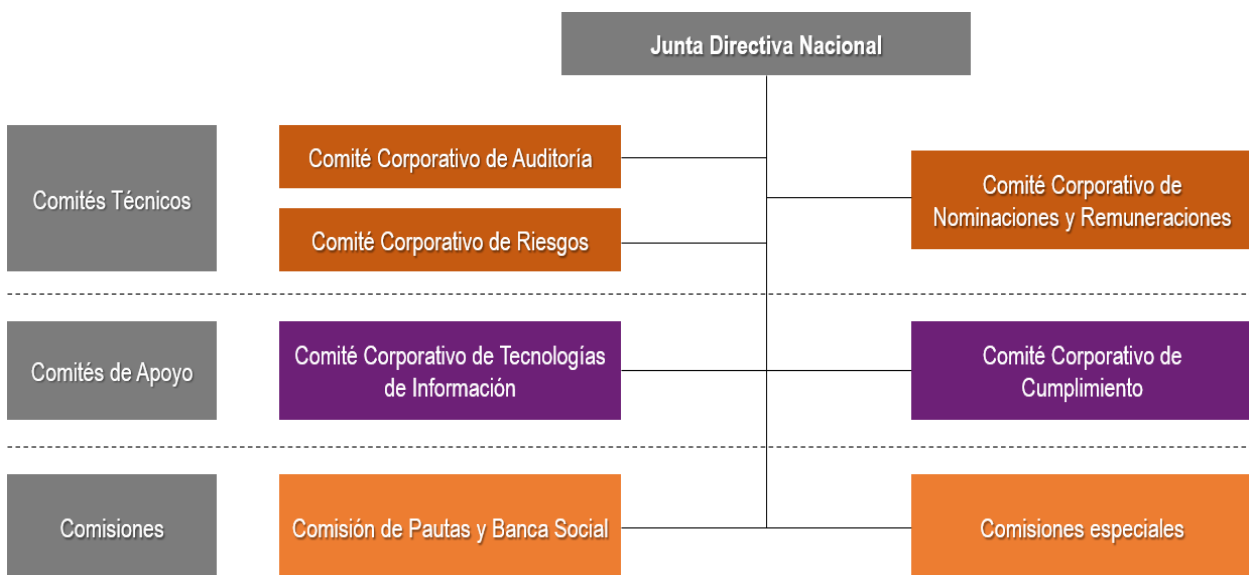 Junta Directiva Nacional
Comités Técnicos
Comité Corporativo de Auditoría
Comité Corporativo de Riesgos
Comité Corporativo de
Nominaciones y Remuneraciones
Comités de Apoyo
Comité Corporativo de Tecnologías
de Información
Comité Corporativo de
Cumplimiento
Comisiones
Comisión de Pautas y Banca Social
Comisiones especiales